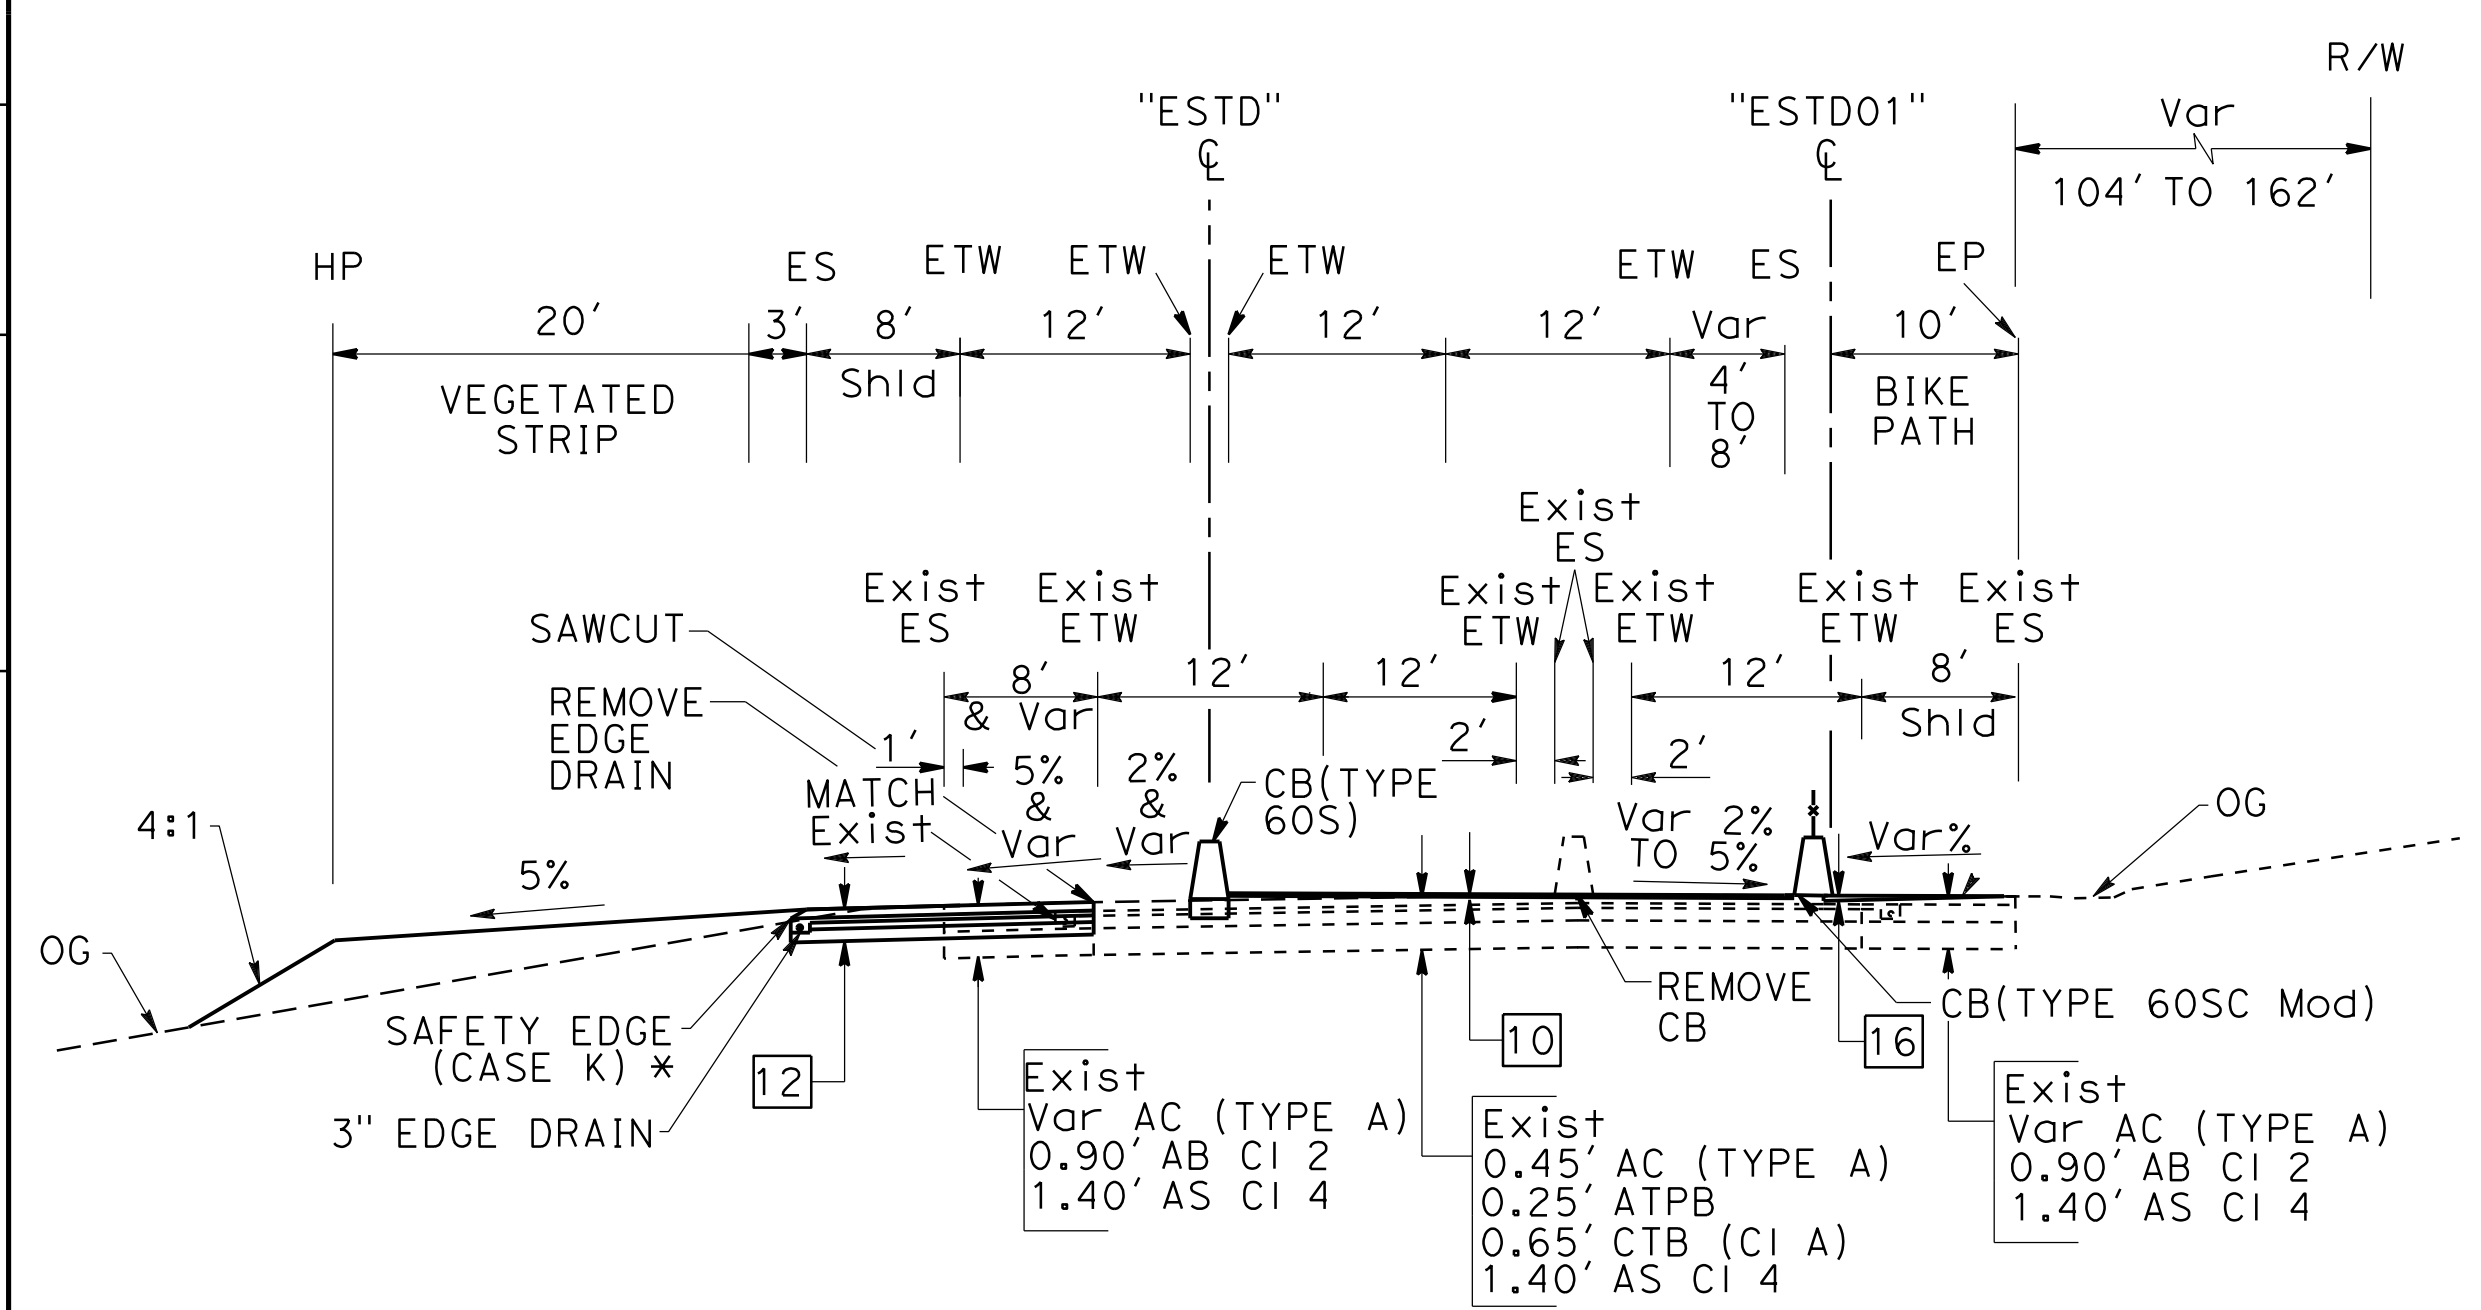 R/W
"ESTD"
"ESTD01"
Var
℄
℄
104' TO 162'
HP
ES
ETW
ETW
ETW
ETW
ES
EP
20'
3'
8'
12'
12'
12'
Var
10'
VEGETATED
STRIP
Shld
4'
TO
8'
BIKE
PATH
Exist
ES
Exist
ES
Exist
ETW
Exist
ETW
Exist
ETW
Exist
ETW
Exist
ES
SAWCUT
8'
& Var
12'
12'
12'
8'
Shld
REMOVE
EDGE
DRAIN
1'
2'
2'
MATCH
Exist
5%
&
Var
2%
&
Var
CB(TYPE
60S)
Var 2%
TO 5%
Var%
OG
4:1
5%
OG
REMOVE
CB
CB(TYPE 60SC Mod)
SAFETY EDGE
(CASE K) *
12
10
16
3" EDGE DRAIN
Exist
Var AC (TYPE A)
0.90' AB Cl 2
1.40' AS Cl 4
Exist
0.45' AC (TYPE A)
0.25' ATPB
0.65' CTB (Cl A)
1.40' AS Cl 4
Exist
Var AC (TYPE A)
0.90' AB Cl 2
1.40' AS Cl 4